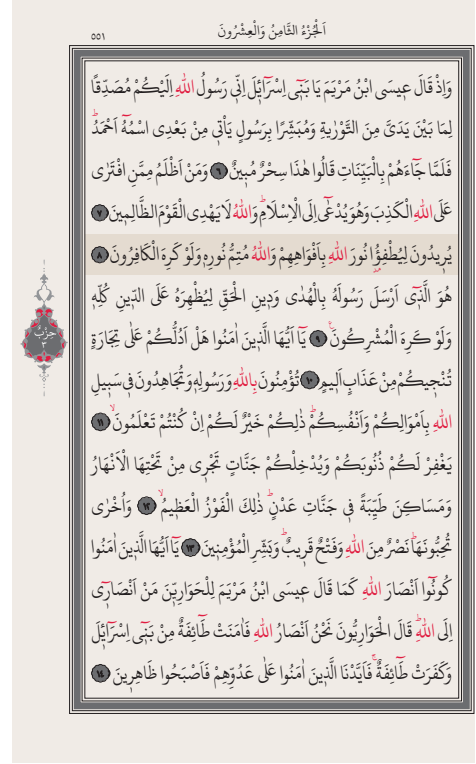 اَلْجُزْءُ الثَّامِنُ وَالْعِشْرُونَ
٥٥١
وَاِذْ قَالَ عٖيسَى ابْنُ مَرْيَمَ يَا بَنٖٓى اِسْرَٓائٖلَ اِنّٖى رَسُولُ اللّٰهِ اِلَيْكُمْ مُصَدِّقًا
لِمَا بَيْنَ يَدَىَّ مِنَ التَّوْرٰيةِ وَمُبَشِّرًا بِرَسُولٍ يَاْتٖى مِنْ بَعْدِى اسْمُهُٓ اَحْمَدُؕ
فَلَمَّا جَٓاءَهُمْ بِالْبَيِّنَاتِ قَالُوا هٰذَا سِحْرٌ مُبٖينٌ ٦ وَمَنْ اَظْلَمُ مِمَّنِ افْتَرٰى
عَلَى اللّٰهِ الْكَذِبَ وَهُوَ يُدْعٰٓى اِلَى الْاِسْلَامِؕ وَاللّٰهُ لَا يَهْدِى الْقَوْمَ الظَّالِمٖينَ ٧
يُرٖيدُونَ لِيُطْفِؤُ۫ا نُورَ اللّٰهِ بِاَفْوَاهِهِمْ وَاللّٰهُ مُتِمُّ نُورِهٖ وَلَوْ كَرِهَ الْكَافِرُونَ ٨
هُوَ الَّذٖٓى اَرْسَلَ رَسُولَهُ بِالْهُدٰى وَدٖينِ الْحَقِّ لِيُظْهِرَهُ عَلَى الدّٖينِ كُلِّهٖ
وَلَوْ كَرِهَ الْمُشْرِكُونَ ٩ يَٓا اَيُّهَا الَّذٖينَ اٰمَنُوا هَلْ اَدُلُّكُمْ عَلٰى تِجَارَةٍ
تُنْجٖيكُمْ مِنْ عَذَابٍ اَلٖيمٍ ١٠ تُؤْمِنُونَ بِاللّٰهِ وَرَسُولِهٖ وَتُجَاهِدُونَ فٖى سَبٖيلِ
اللّٰهِ بِاَمْوَالِكُمْ وَاَنْفُسِكُمْؕ ذٰلِكُمْ خَيْرٌ لَكُمْ اِنْ كُنْتُمْ تَعْلَمُونَۙ ١١
يَغْفِرْ لَكُمْ ذُنُوبَكُمْ وَيُدْخِلْكُمْ جَنَّاتٍ تَجْرٖى مِنْ تَحْتِهَا الْاَنْهَارُ
وَمَسَاكِنَ طَيِّبَةً فٖى جَنَّاتِ عَدْنٍؕ ذٰلِكَ الْفَوْزُ الْعَظٖيمُۙ ١٢ وَاُخْرٰى
تُحِبُّونَهَاؕ نَصْرٌ مِنَ اللّٰهِ وَفَتْحٌ قَرٖيبٌؕ وَبَشِّرِ الْمُؤْمِنٖينَ ١٣ يَٓا اَيُّهَا الَّذٖينَ اٰمَنُوا
كُونُٓوا اَنْصَارَ اللّٰهِ كَمَا قَالَ عٖيسَى ابْنُ مَرْيَمَ لِلْحَوَارِيّٖنَ مَنْ اَنْصَارٖٓى
اِلَى اللّٰهِؕ قَالَ الْحَوَارِيُّونَ نَحْنُ اَنْصَارُ اللّٰهِ فَاٰمَنَتْ طَٓائِفَةٌ مِنْ بَنٖٓى اِسْرَٓائٖلَ
وَكَفَرَتْ طَٓائِفَةٌۚ فَاَيَّدْنَا الَّذٖينَ اٰمَنُوا عَلٰى عَدُوِّهِمْ فَاَصْبَحُوا ظَاهِرٖينَ ١٤
حِزْبْ
٣